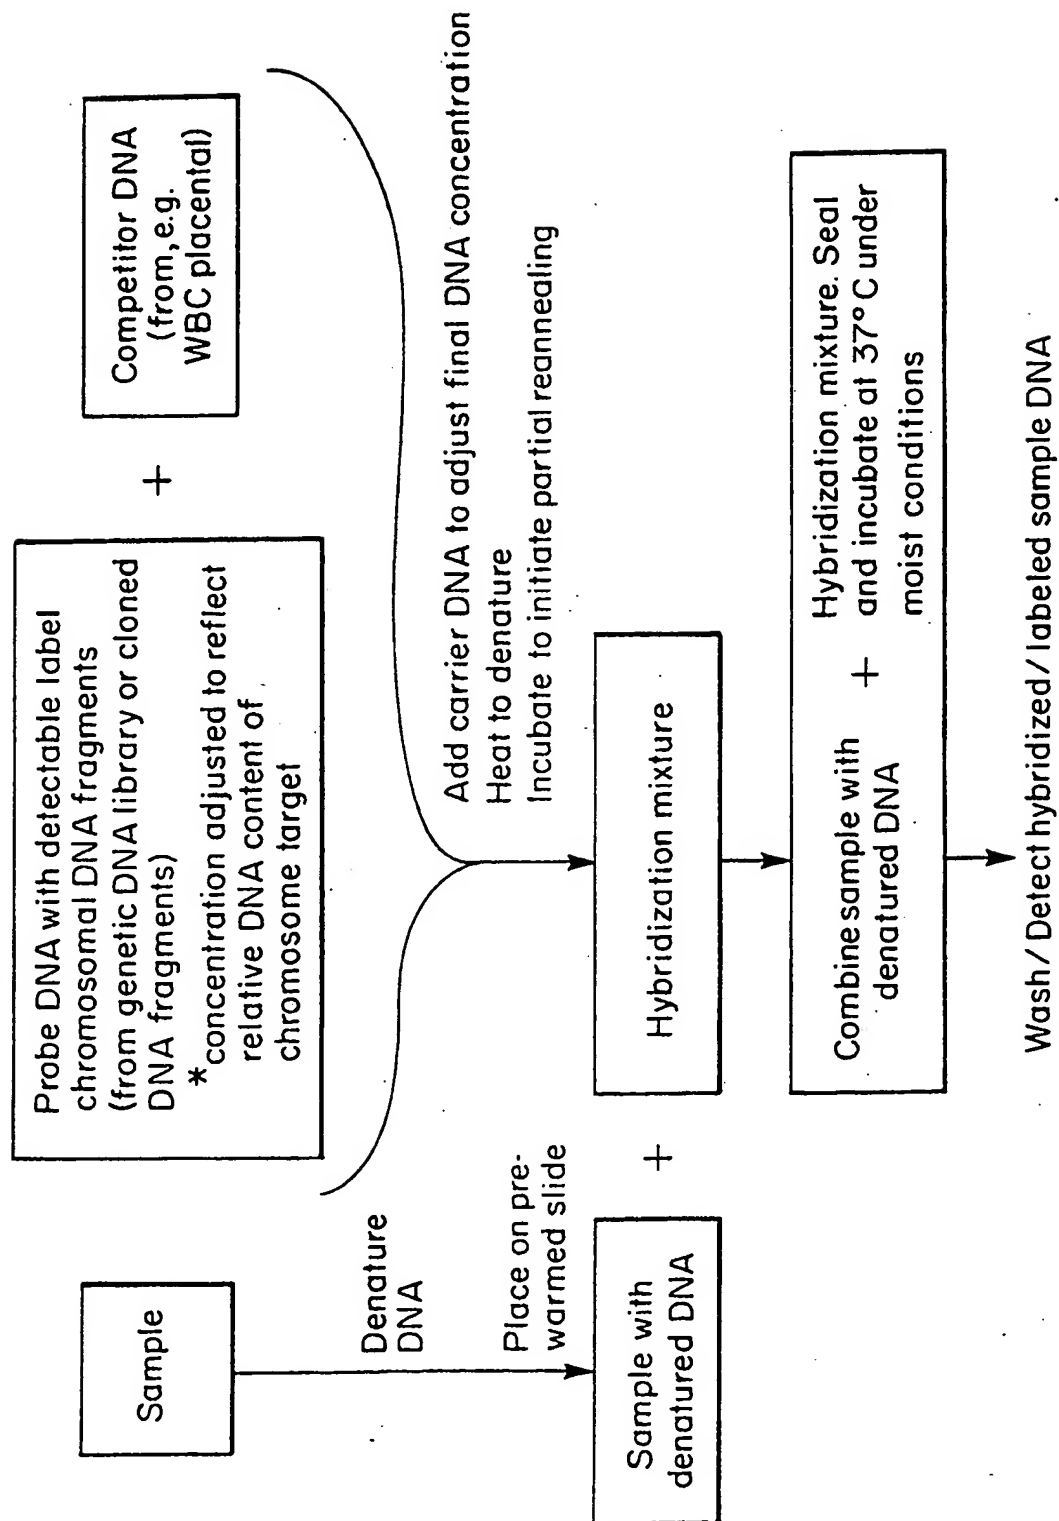 Sample
Denature
DNA
Place on pre-
warmed slide
Sample with
denatured DNA
+
Probe DNA with detectable label
chromosomal DNA fragments
(from genetic DNA library or cloned
DNA fragments)
*concentration adjusted to reflect
relative DNA content of
chromosome target
+
Competitor DNA
(from, e.g.
WBC placental)
Add carrier DNA to adjust final DNA concentration
Heat to denature
Incubate to initiate partial reannealing
Hybridization mixture
Combine sample with
denatured DNA
+
Hybridization mixture. Seal
and incubate at 37°C under
moist conditions
Wash/Detect hybridized/labeled sample DNA